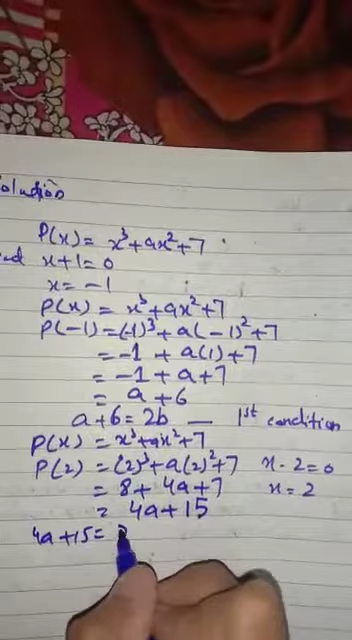 Solution
P(x) = x³+ax²+7
x+1=0
x = -1
P(x) = x³+ax²+7
P(-1) = (-1)³+a(-1)²+7
= -1 + a(1)+7
= -1 + a+7
= a+6
a+6=2b — 1st condition
P(x) = x³+ax²+7
P(2) = (2)³+a(2)²+7 x-2=0
= 8+ 4a+7 x=2
= 4a+15
4a+15=